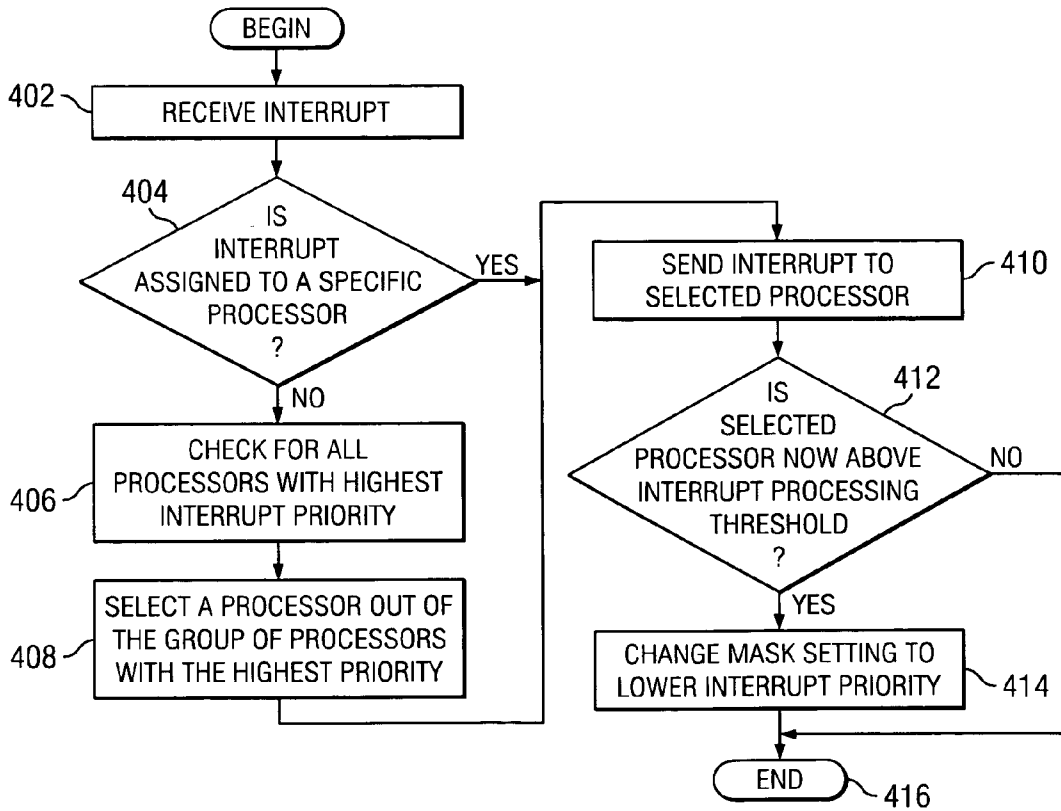 BEGIN
402
RECEIVE INTERRUPT
404
IS
INTERRUPT
ASSIGNED TO A SPECIFIC
PROCESSOR
?
YES
NO
406
CHECK FOR ALL
PROCESSORS WITH HIGHEST
INTERRUPT PRIORITY
408
SELECT A PROCESSOR OUT OF
THE GROUP OF PROCESSORS
WITH THE HIGHEST PRIORITY
SEND INTERRUPT TO
SELECTED PROCESSOR
410
412
IS
SELECTED
PROCESSOR NOW ABOVE
INTERRUPT PROCESSING
THRESHOLD
?
NO
YES
CHANGE MASK SETTING TO
LOWER INTERRUPT PRIORITY
414
END
416